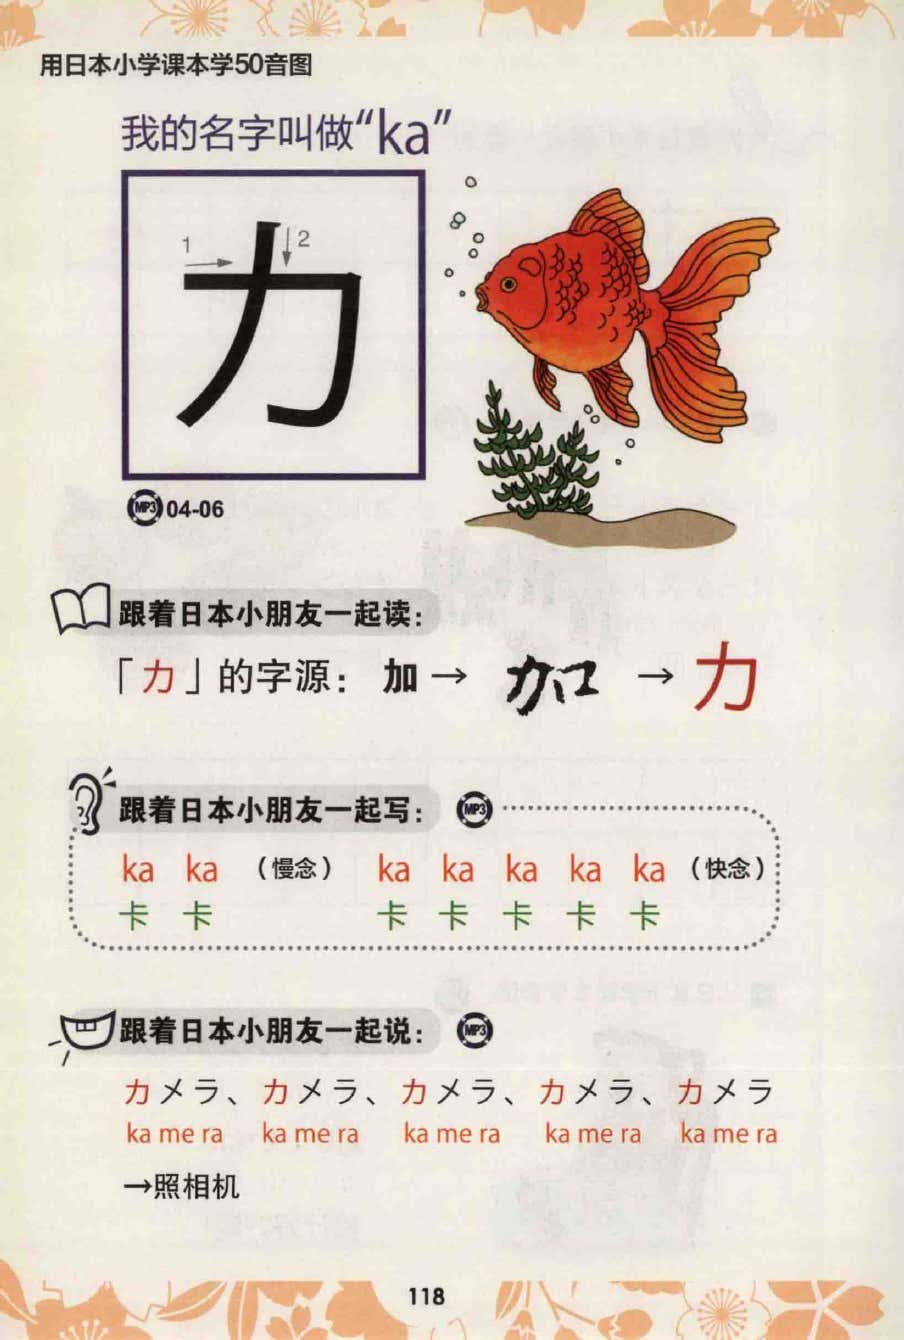 用日本小学课本学50音图
我的名字叫做“ka”
1 2
カ
MP3 04-06
跟着日本小朋友一起读：
「カ」的字源： 加 → 加 → カ
跟着日本小朋友一起写： MP3
ka ka （慢念） ka ka ka ka ka （快念）
卡 卡 卡 卡 卡 卡 卡
跟着日本小朋友一起说： MP3
カメラ、カメラ、カメラ、カメラ、カメラ
ka me ra ka me ra ka me ra ka me ra ka me ra
→照相机
118